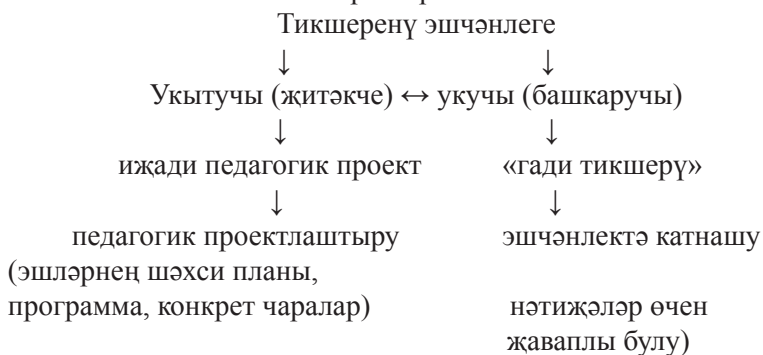 Тикшеренү эшчәнлеге
↓ ↓
Укытучы (җитәкче) ↔ укучы (башкаручы)
↓ ↓
иҗади педагогик проект «гади тикшерү»
↓ ↓
педагогик проектлаштыру эшчәнлектә катнашу
(эшләрнең шәхси планы,
программа, конкрет чаралар) нәтиҗәләр өчен
җаваплы булу)